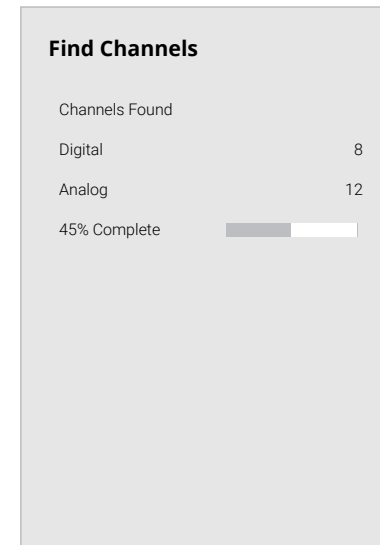 Find Channels
Channels Found
Digital 8
Analog 12
45% Complete